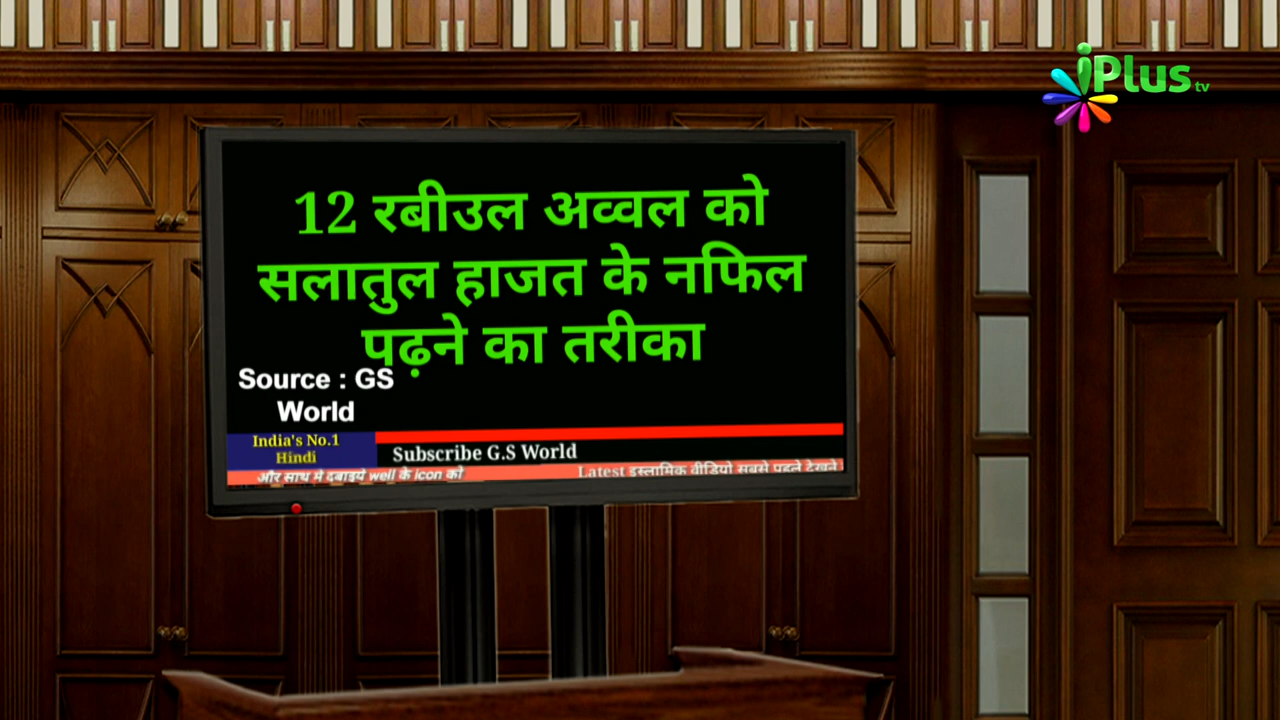 iPlus tv
12 रबीउल अव्वल को
सलातुल हाजत के नफिल
पढ़ने का तरीका
Source : GS
World
India's No.1
Hindi
Subscribe G.S World
और साथ मे दबाइये well के icon को
Latest इस्लामिक वीडियो सबसे पहले देखने